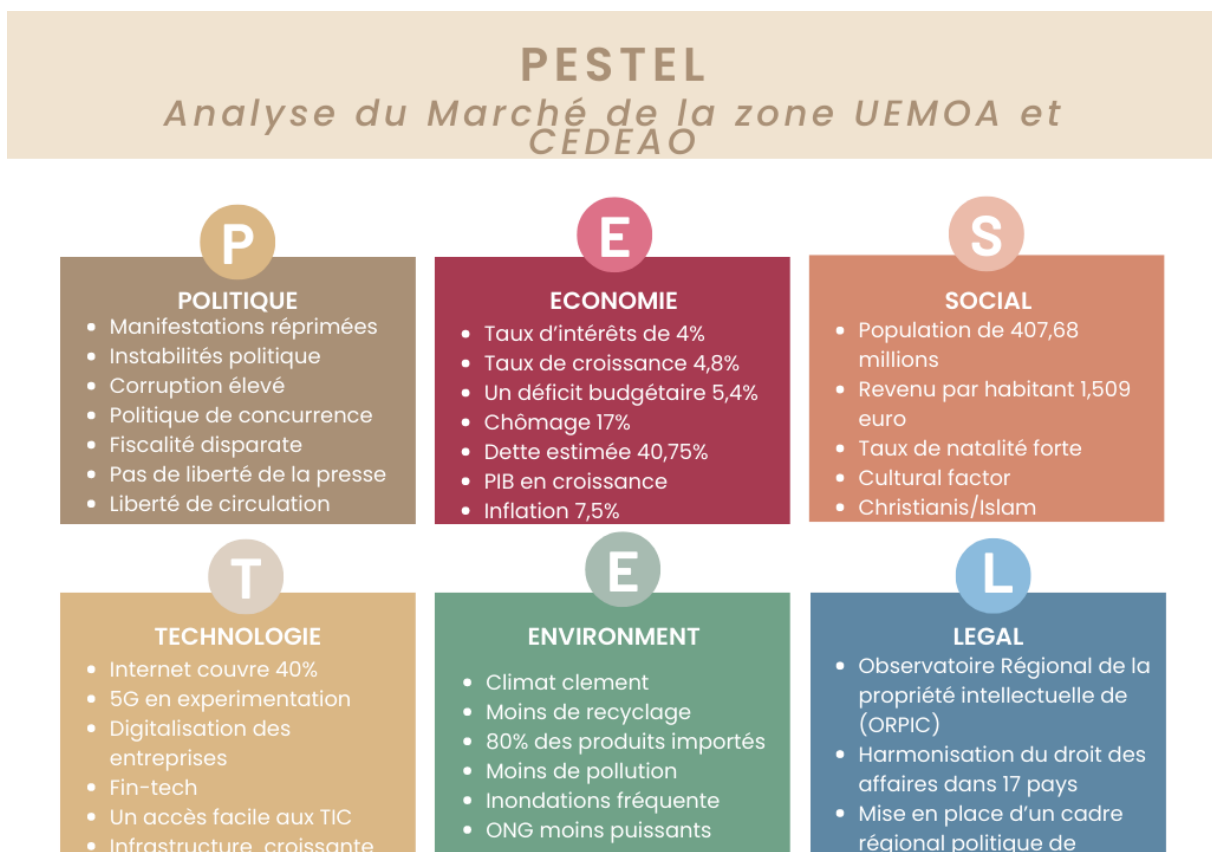 PESTEL
Analyse du Marché de la zone UEMOA et
CEDEAO
P
POLITIQUE
Manifestations réprimées
Instabilités politique
Corruption élevé
Politique de concurrence
Fiscalité disparate
Pas de liberté de la presse
Liberté de circulation
E
ECONOMIE
Taux d’intérêts de 4%
Taux de croissance 4,8%
Un déficit budgétaire 5,4%
Chômage 17%
Dette estimée 40,75%
PIB en croissance
Inflation 7,5%
S
SOCIAL
Population de 407,68
millions
Revenu par habitant 1,509
euro
Taux de natalité forte
Cultural factor
Christianis/Islam
T
TECHNOLOGIE
Internet couvre 40%
5G en experimentation
Digitalisation des
entreprises
Fin-tech
Un accès facile aux TIC
Infrastructure croissante
E
ENVIRONMENT
Climat clement
Moins de recyclage
80% des produits importés
Moins de pollution
Inondations fréquente
ONG moins puissants
L
LEGAL
Observatoire Régional de la
propriété intellectuelle de
(ORPIC)
Harmonisation du droit des
affaires dans 17 pays
Mise en place d’un cadre
régional politique de